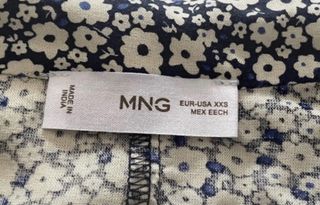 MADE IN
INDIA
MNG
EUR-USA XXS
MEX EECH